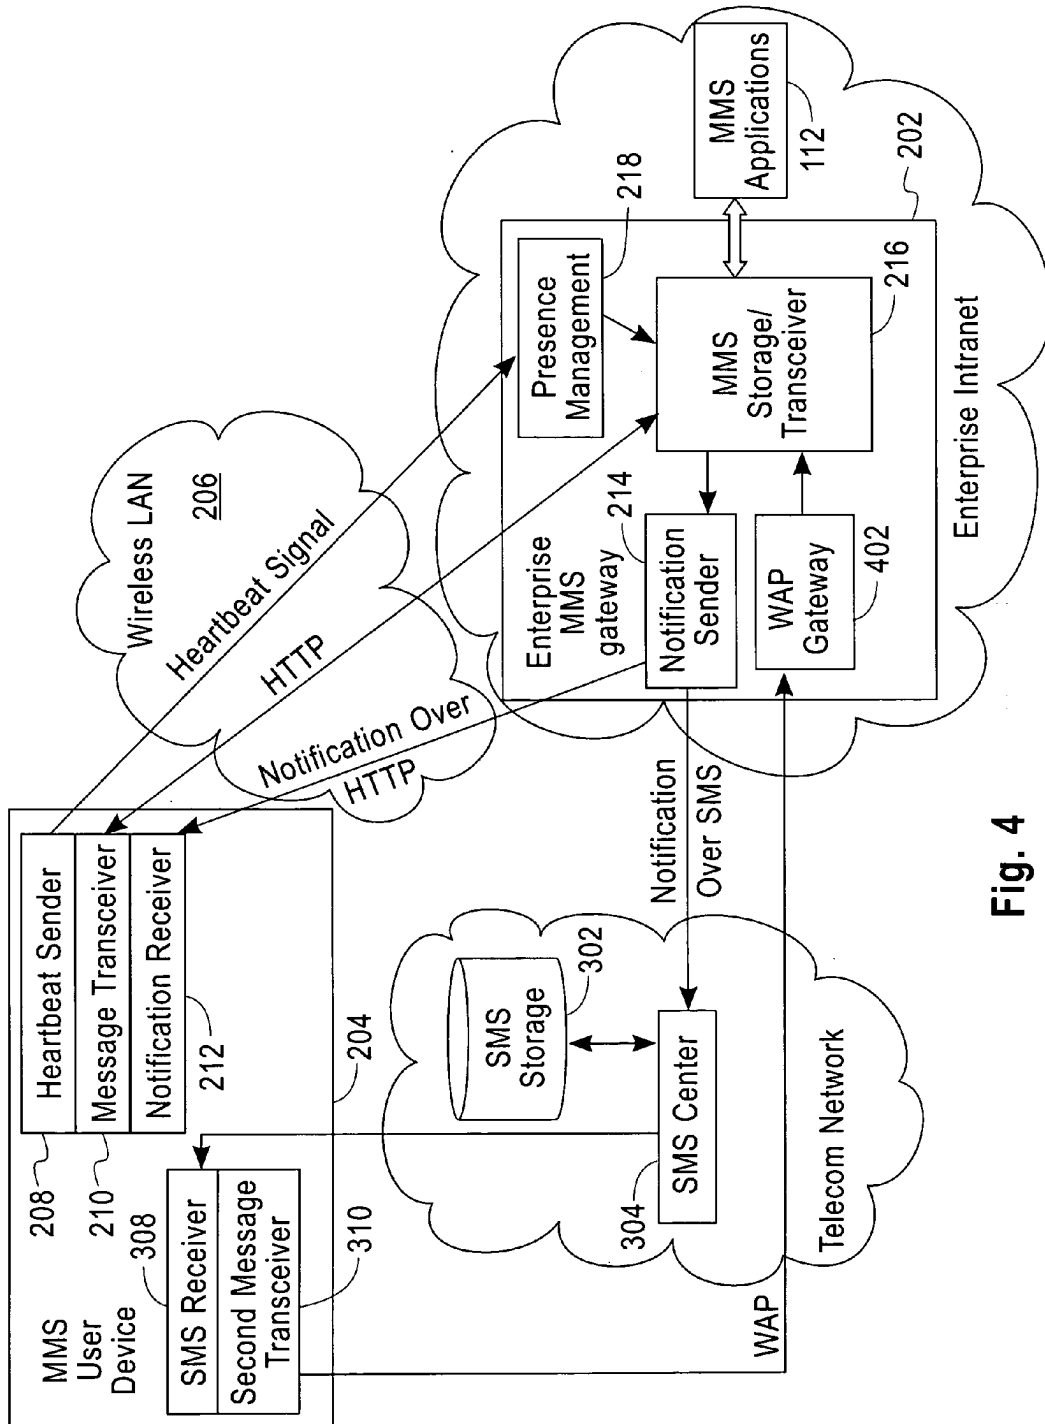 MMS
User
Device
208
Heartbeat Sender
210
Message Transceiver
Notification Receiver
212
308
SMS Receiver
Second Message
Transceiver
310
204
Wireless LAN
206
Heartbeat Signal
HTTP
Notification Over
HTTP
SMS
Storage
302
304
SMS Center
Telecom Network
Notification
Over SMS
WAP
Enterprise
MMS
gateway
214
Notification
Sender
WAP
Gateway
402
Presence
Management
218
MMS
Storage/
Transceiver
216
MMS
Applications
112
202
Enterprise Intranet
Fig. 4